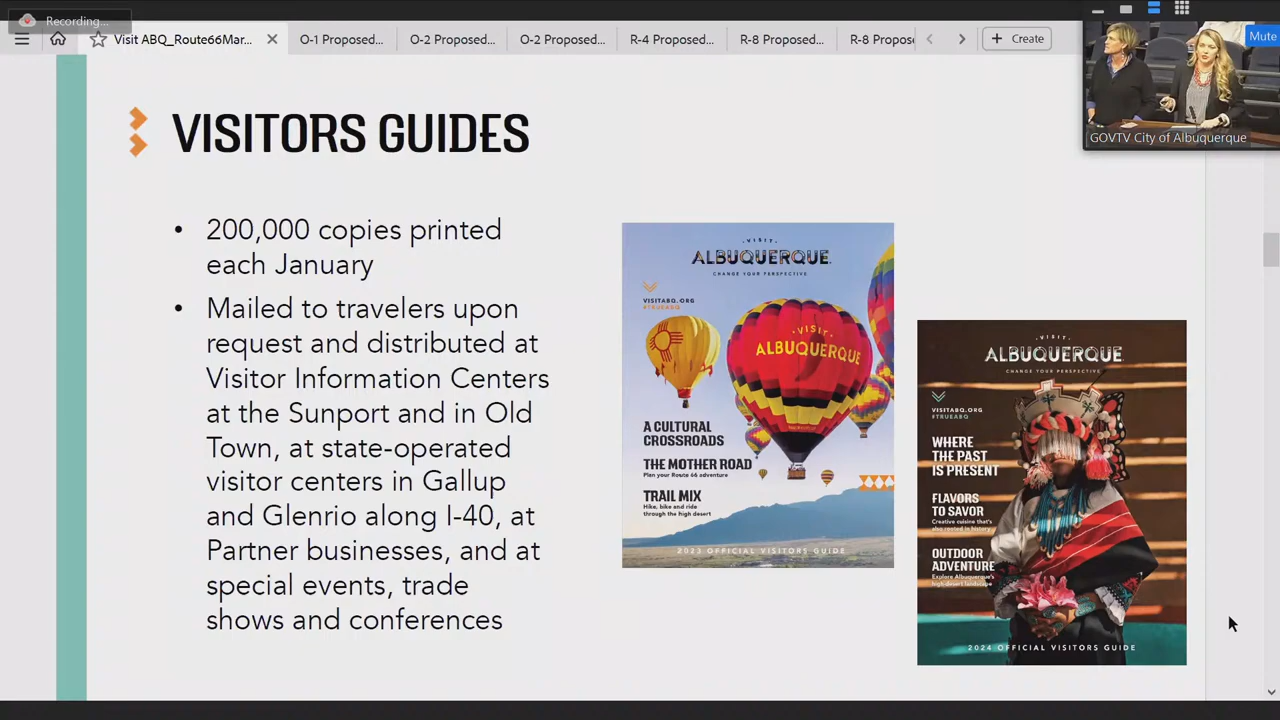 Recording...
Visit ABQ_Route66Mar...
O-1 Proposed...
O-2 Proposed...
O-2 Proposed...
R-4 Proposed...
R-8 Proposed...
R-8 Propose
Create
Mute
GOVTV City of Albuquerque
VISITORS GUIDES
• 200,000 copies printed
each January
• Mailed to travelers upon
request and distributed at
Visitor Information Centers
at the Sunport and in Old
Town, at state-operated
visitor centers in Gallup
and Glenrio along I-40, at
Partner businesses, and at
special events, trade
shows and conferences
VISIT
ALBUQUERQUE
CHANGE YOUR PERSPECTIVE
VISITABQ.ORG
#TRUEABQ
VISIT
ALBUQUERQUE
A CULTURAL
CROSSROADS
THE MOTHER ROAD
Plan your Route 66 adventure
TRAIL MIX
Hike, bike and ride
through the high desert
2023 OFFICIAL VISITORS GUIDE
VISIT
ALBUQUERQUE
CHANGE YOUR PERSPECTIVE
VISITABQ.ORG
#TRUEABQ
WHERE
THE PAST
IS PRESENT
FLAVORS
TO SAVOR
Creative cuisine that's
also rooted in history
OUTDOOR
ADVENTURE
Explore Albuquerque's
high-desert landscape
2024 OFFICIAL VISITORS GUIDE